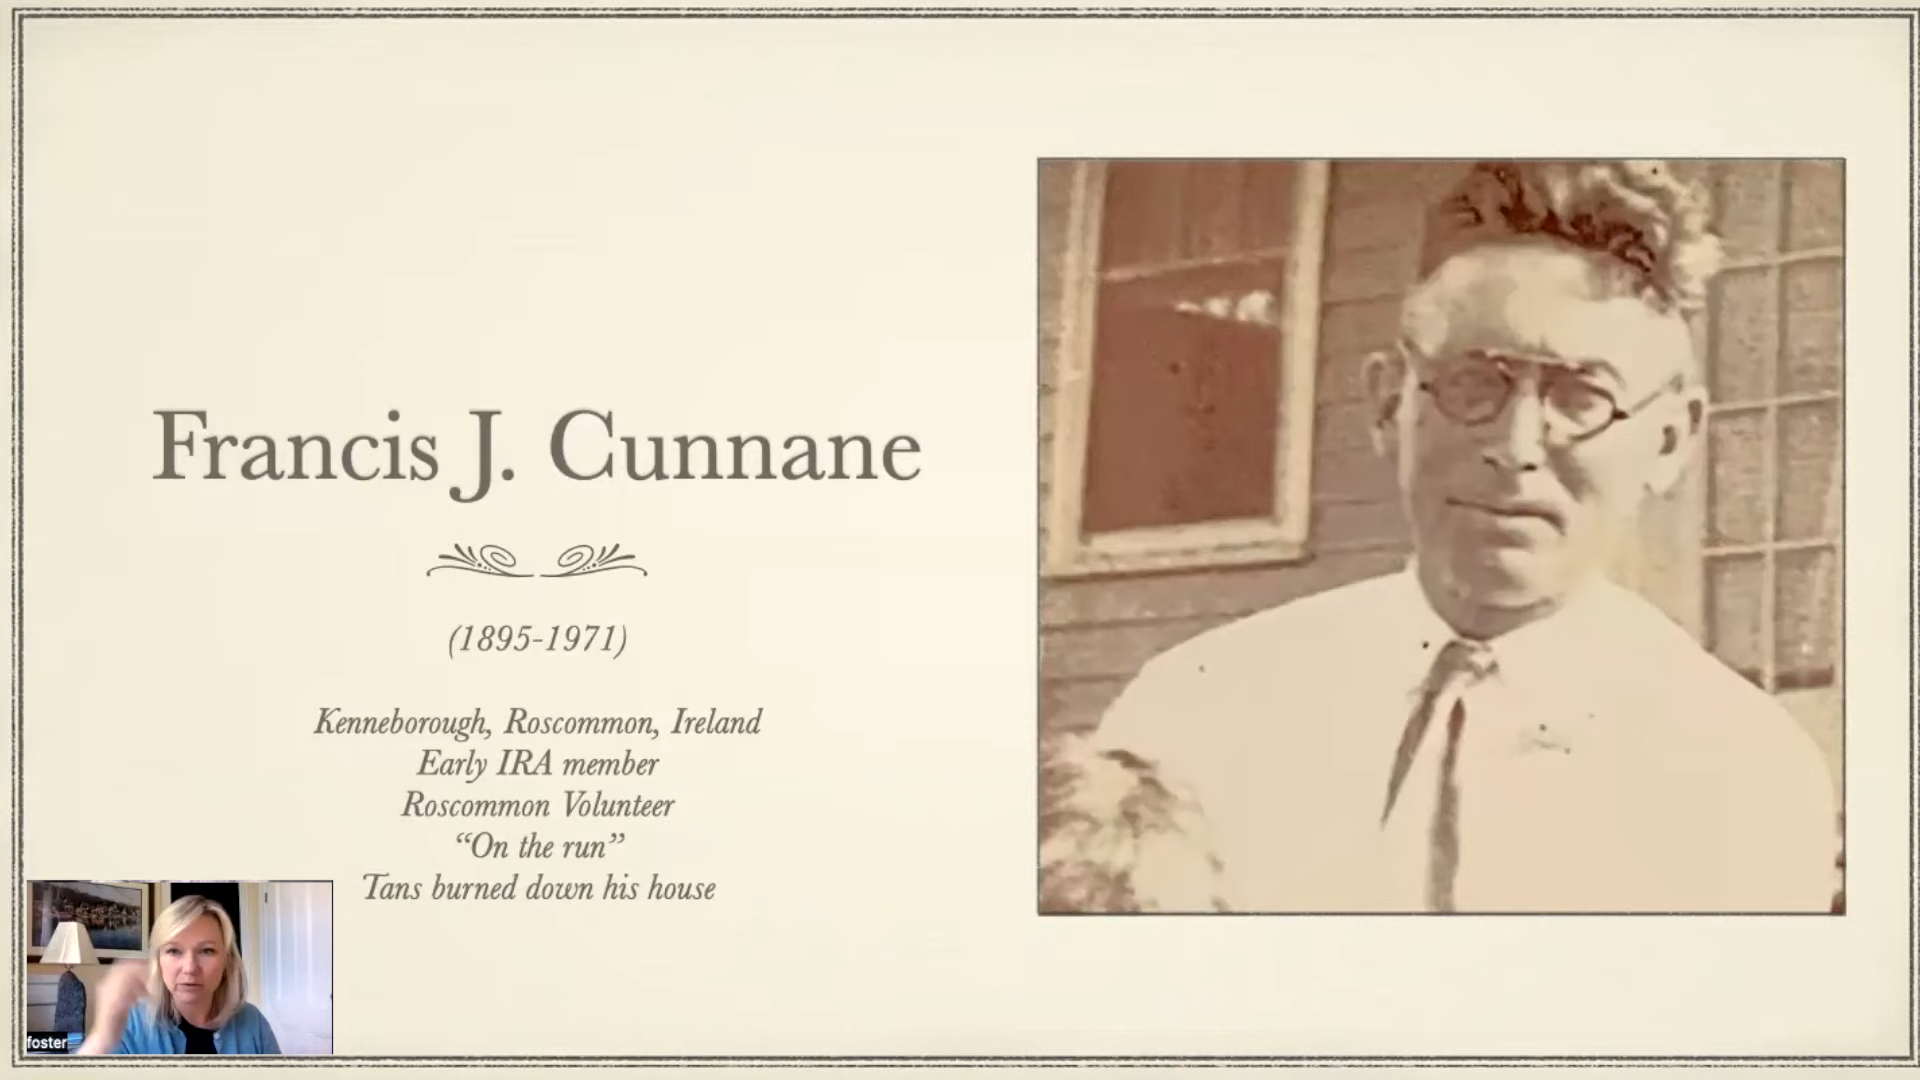 Francis J. Cunnane
(1895-1971)
Kenneborough, Roscommon, Ireland
Early IRA member
Roscommon Volunteer
“On the run”
Tans burned down his house
foster